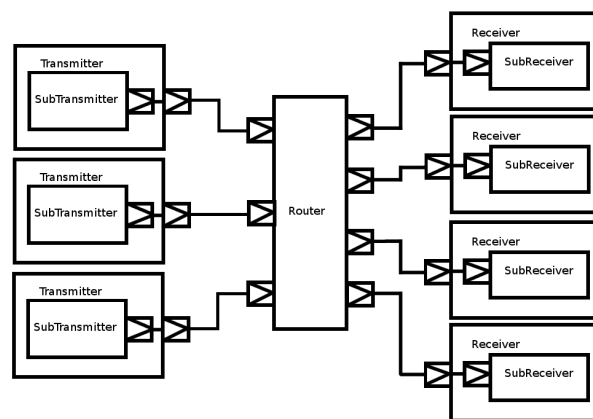 Transmitter
SubTransmitter
Transmitter
SubTransmitter
Transmitter
SubTransmitter
Router
Receiver
SubReceiver
Receiver
SubReceiver
Receiver
SubReceiver
Receiver
SubReceiver